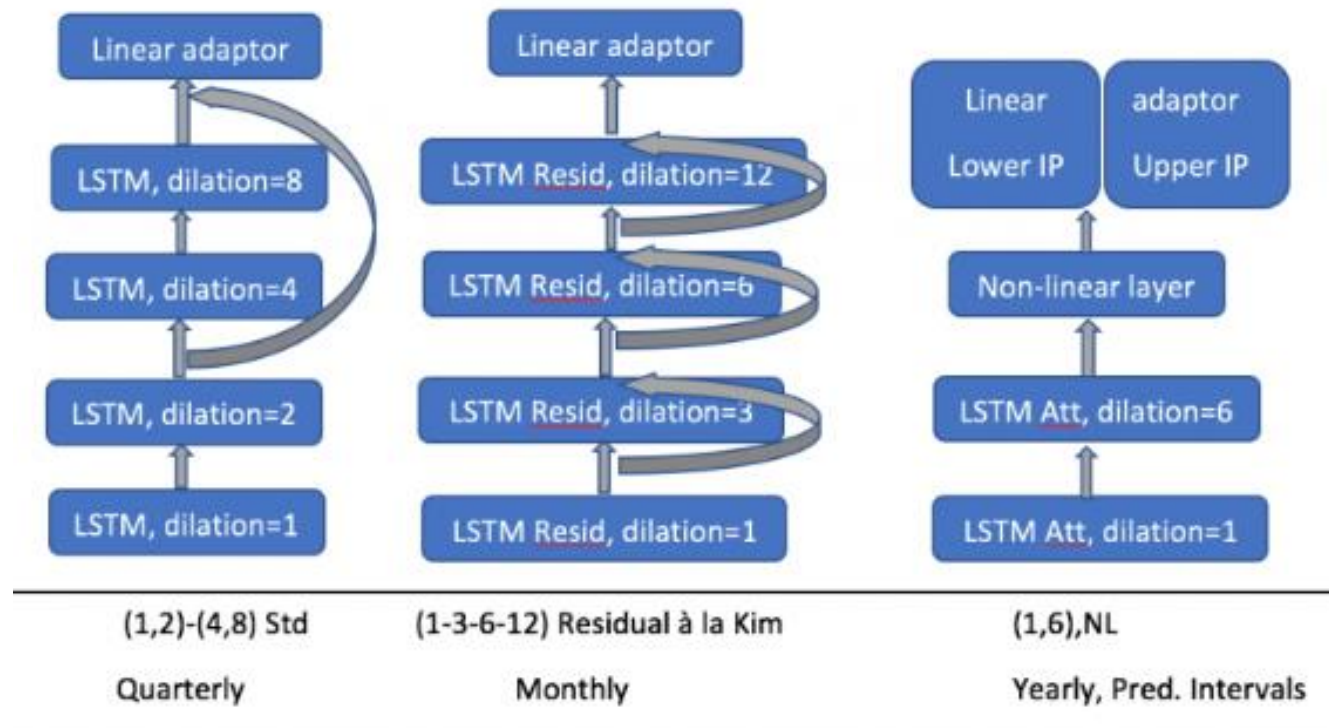 Linear adaptor
LSTM, dilation=8
LSTM, dilation=4
LSTM, dilation=2
LSTM, dilation=1
(1,2)-(4,8) Std
Quarterly
Linear adaptor
LSTM Resid, dilation=12
LSTM Resid, dilation=6
LSTM Resid, dilation=3
LSTM Resid, dilation=1
(1-3-6-12) Residual à la Kim
Monthly
Linear adaptor
Lower IP Upper IP
Non-linear layer
LSTM Att, dilation=6
LSTM Att, dilation=1
(1,6),NL
Yearly, Pred. Intervals